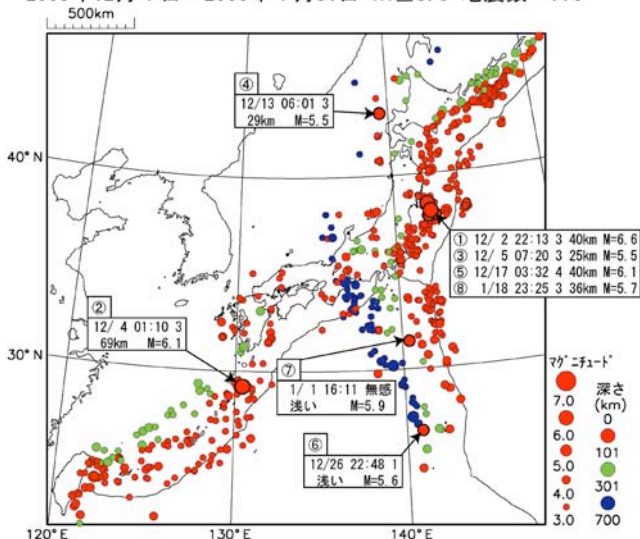 500km
④
12/13 06:01 3
29km M=5.5
40°N
① 12/ 2 22:13 3 40km M=6.6
③ 12/ 5 07:20 3 25km M=5.5
⑤ 12/17 03:32 4 40km M=6.1
⑧ 1/18 23:25 3 36km M=5.7
②
12/ 4 01:10 3
69km M=6.1
30°N
⑦
1/ 1 16:11 無感
浅い M=5.9
⑥
12/26 22:48 1
浅い M=5.6
マグニチュード
7.0
6.0
5.0
4.0
3.0
深さ
(km)
0
101
301
700
120°E
130°E
140°E